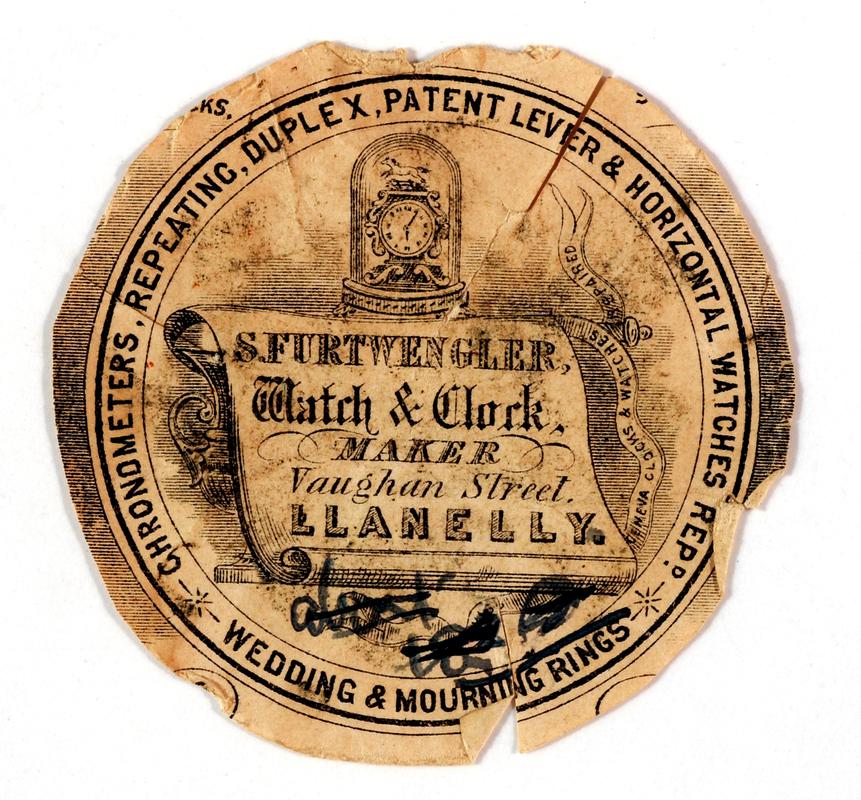 CKS,
CHRONOMETERS, REPEATING, DUPLEX, PATENT LEVER & HORIZONTAL WATCHES REPD
REPAIRED
GENEVA CLOCKS & WATCHES
S. FURTWENGLER,
Watch & Clock,
MAKER
Vaughan Street.
LLANELLY.
WEDDING & MOURNING RINGS